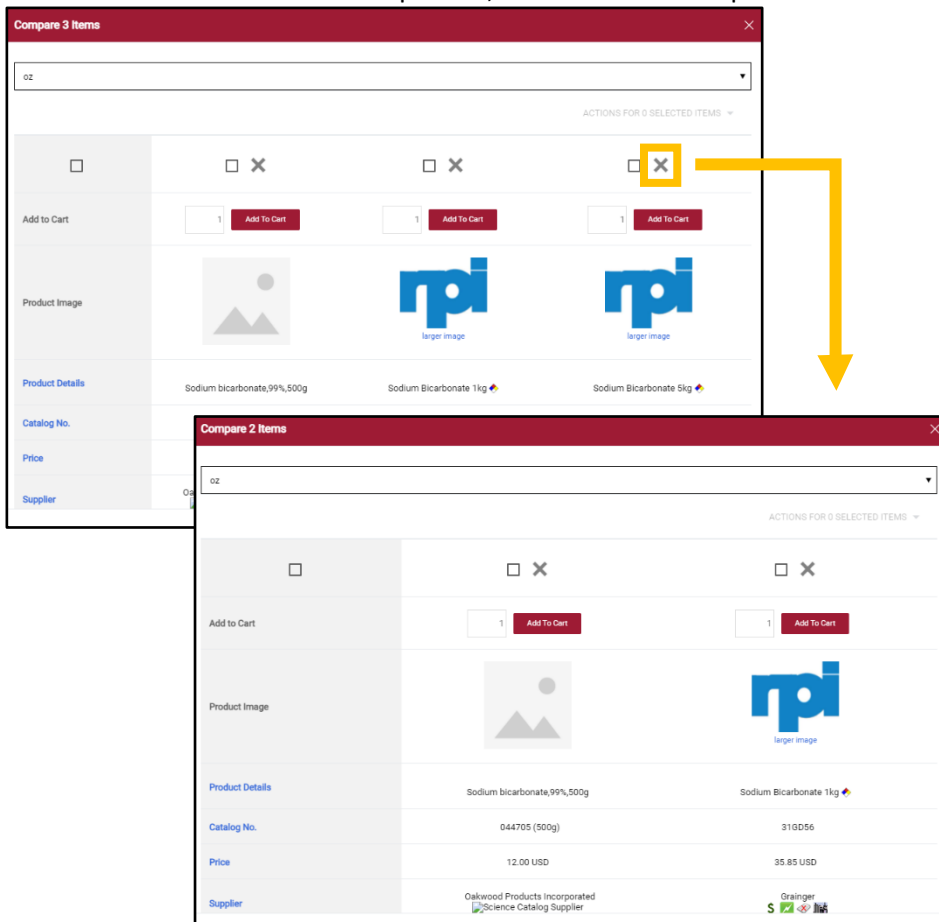 Compare 3 Items
oz
ACTIONS FOR 0 SELECTED ITEMS
Add to Cart 1 Add To Cart 1 Add To Cart 1 Add To Cart
Product Image rpi rpi
larger image larger image
Product Details Sodium bicarbonate,99%,500g Sodium Bicarbonate 1kg Sodium Bicarbonate 5kg
Catalog No.
Price
Supplier
Compare 2 Items
oz
ACTIONS FOR 0 SELECTED ITEMS
Add to Cart 1 Add To Cart 1 Add To Cart
Product Image rpi
larger image
Product Details Sodium bicarbonate,99%,500g Sodium Bicarbonate 1kg
Catalog No. 044705 (500g) 31GD56
Price 12.00 USD 35.85 USD
Supplier Oakwood Products Incorporated Grainger
Science Catalog Supplier $